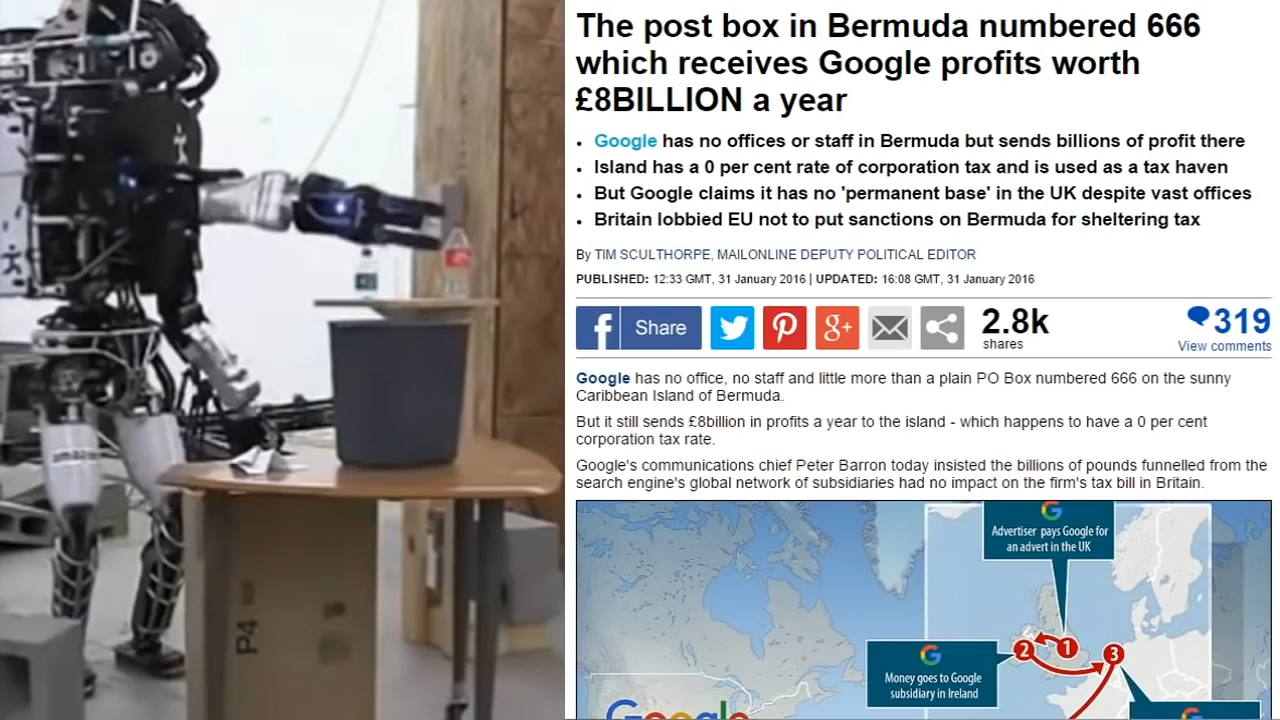 The post box in Bermuda numbered 666
which receives Google profits worth
£8BILLION a year
Google has no offices or staff in Bermuda but sends billions of profit there
Island has a 0 per cent rate of corporation tax and is used as a tax haven
But Google claims it has no 'permanent base' in the UK despite vast offices
Britain lobbied EU not to put sanctions on Bermuda for sheltering tax
By TIM SCULTHORPE, MAILONLINE DEPUTY POLITICAL EDITOR
PUBLISHED: 12:33 GMT, 31 January 2016 | UPDATED: 16:08 GMT, 31 January 2016
f Share
g+
2.8k
shares
319
View comments
Google has no office, no staff and little more than a plain PO Box numbered 666 on the sunny
Caribbean Island of Bermuda.
But it still sends £8billion in profits a year to the island - which happens to have a 0 per cent
corporation tax rate.
Google's communications chief Peter Barron today insisted the billions of pounds funnelled from the
search engine's global network of subsidiaries had no impact on the firm's tax bill in Britain.
G
Advertiser pays Google for
an advert in the UK
G
Money goes to Google
subsidiary in Ireland
2 1 3
Google
P4